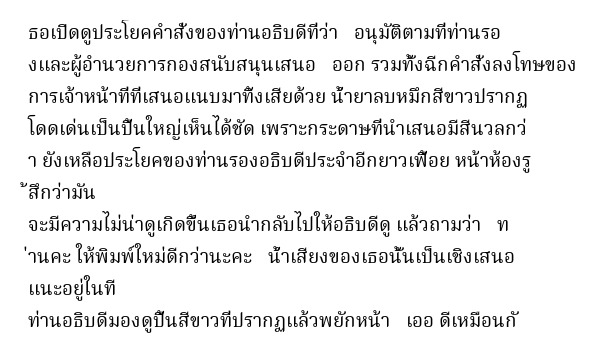 ธอเปิดดูประโยคคำสั่งของท่านอธิบดีที่ว่า   อนุมัติตามที่ท่านรอ
งและผู้อำนวยการกองสนับสนุนเสนอ   ออก รวมทั้งฉีกคำสั่งลงโทษของ
การเจ้าหน้าที่ที่เสนอแนบมาทิ้งเสียด้วย น้ำยาลบหมึกสีขาวปรากฏ
โดดเด่นเป็นปื้นใหญ่เห็นได้ชัด เพราะกระดาษที่นำเสนอมีสีนวลกว่
า ยังเหลือประโยคของท่านรองอธิบดีประจำอีกยาวเฟื้อย หน้าห้องรู
้สึกว่ามัน
จะมีความไม่น่าดูเกิดขึ้นเธอนำกลับไปให้อธิบดีดู แล้วถามว่า   ท
่านคะ ให้พิมพ์ใหม่ดีกว่านะคะ   น้ำเสียงของเธอนั้นเป็นเชิงเสนอ
แนะอยู่ในที
ท่านอธิบดีมองดูปื้นสีขาวที่ปรากฏแล้วพยักหน้า   เออ ดีเหมือนกั